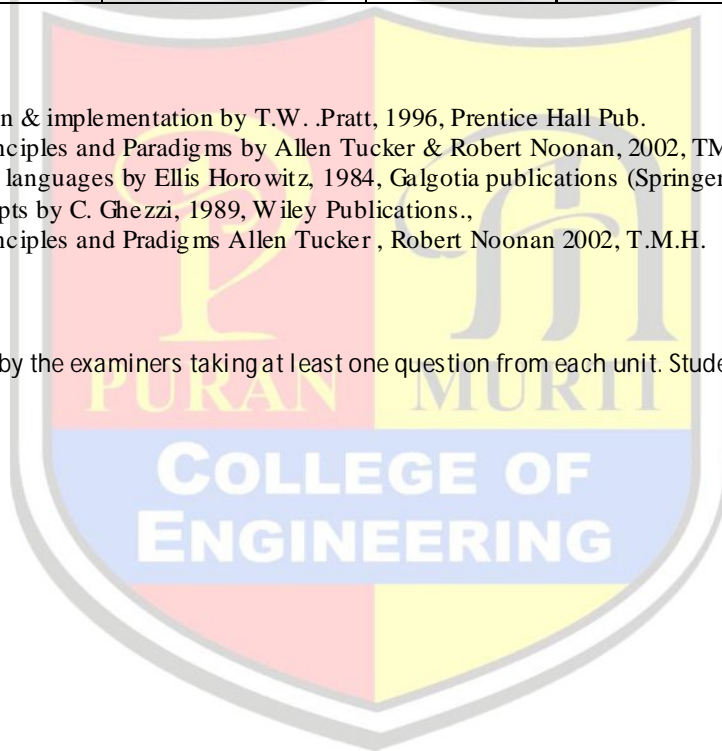 n & implementation by T.W. .Pratt, 1996, Prentice Hall Pub.
nciples and Paradigms by Allen Tucker & Robert Noonan, 2002, TM
languages by Ellis Horowitz, 1984, Galgotia publications (Springer
pts by C. Ghezzi, 1989, Wiley Publications.,
nciples and Pradigms Allen Tucker , Robert Noonan 2002, T.M.H.
by the examiners taking at least one question from each unit. Stude
PURAN MURTI
COLLEGE OF
ENGINEERING